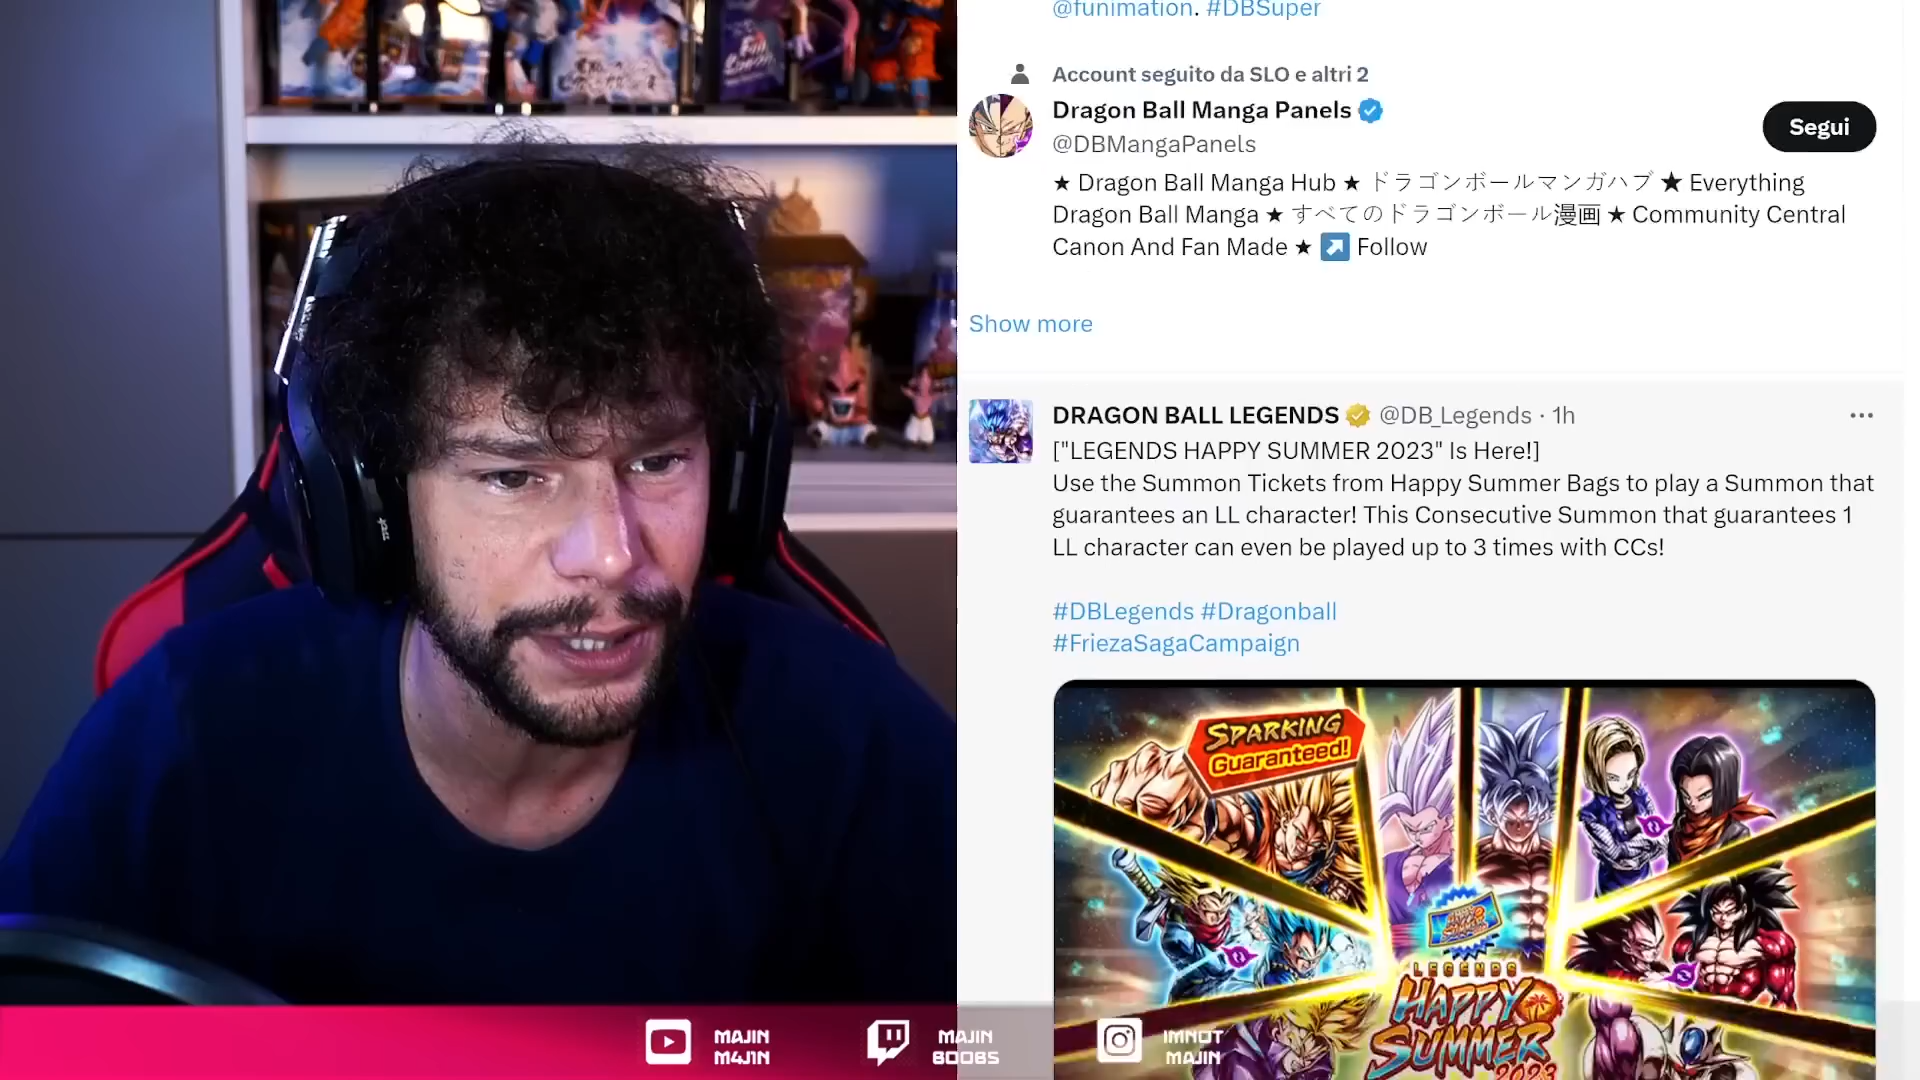 @funimation. #DBSuper
Account seguito da SLO e altri 2
Dragon Ball Manga Panels
@DBMangaPanels
Segui
★ Dragon Ball Manga Hub ★ ドラゴンボールマンガハブ ★ Everything
Dragon Ball Manga ★ すべてのドラゴンボール漫画 ★ Community Central
Canon And Fan Made ★ ↗ Follow
Show more
DRAGON BALL LEGENDS @DB_Legends · 1h
["LEGENDS HAPPY SUMMER 2023" Is Here!]
Use the Summon Tickets from Happy Summer Bags to play a Summon that
guarantees an LL character! This Consecutive Summon that guarantees 1
LL character can even be played up to 3 times with CCs!
#DBLegends #Dragonball
#FriezaSagaCampaign
SPARKING
Guaranteed!
LEGENDS
HAPPY
SUMMER
2023
MAJIN
M4J1N
MAJIN
BOOBS
IMNOT
MAJIN